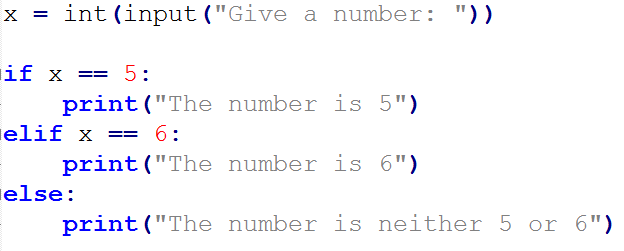 x = int(input("Give a number: "))
if x == 5:
    print("The number is 5")
elif x == 6:
    print("The number is 6")
else:
    print("The number is neither 5 or 6")